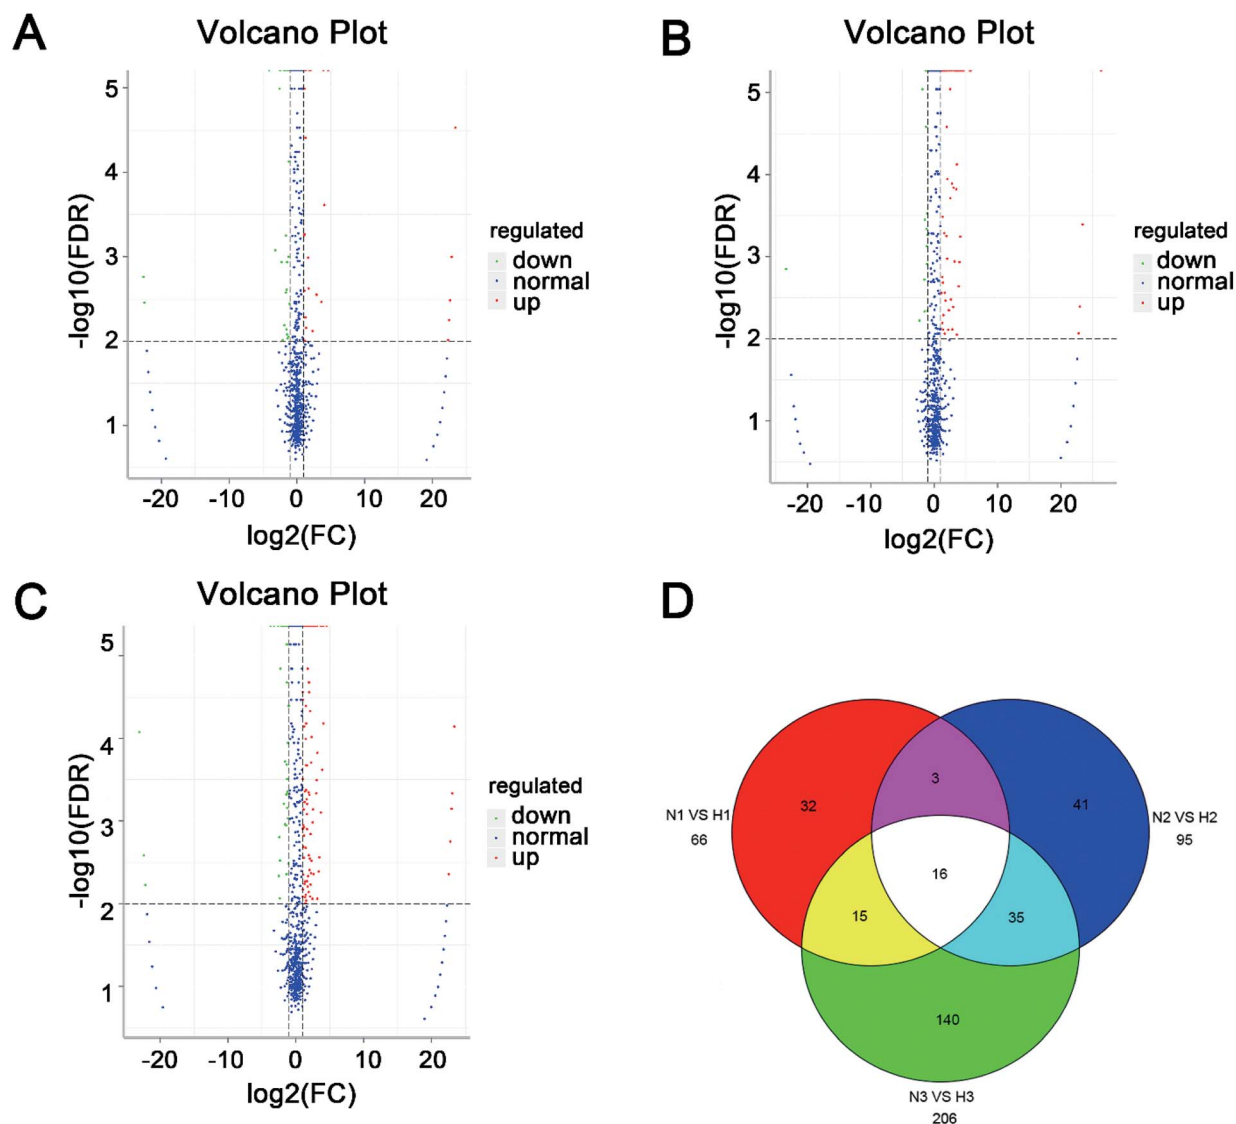 A
Volcano Plot
5
4
3
2
1
-log10(FDR)
-20 -10 0 10 20
log2(FC)
regulated
down
normal
up
B
Volcano Plot
5
4
3
2
1
-log10(FDR)
-20 -10 0 10 20
log2(FC)
regulated
down
normal
up
C
Volcano Plot
5
4
3
2
1
-log10(FDR)
-20 -10 0 10 20
log2(FC)
regulated
down
normal
up
D
3
32
41
N1 VS H1
66
N2 VS H2
95
16
15
35
140
N3 VS H3
206